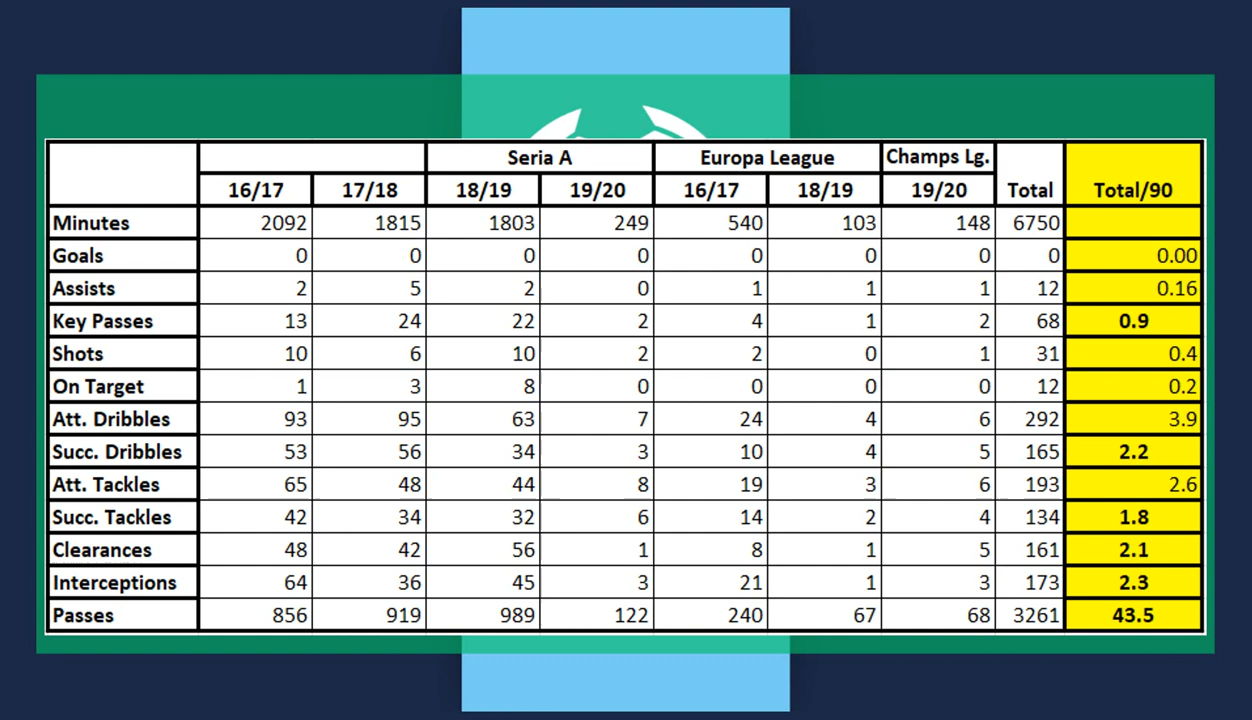 Seria A Europa League Champs Lg.
16/17 17/18 18/19 19/20 16/17 18/19 19/20 Total Total/90
Minutes 2092 1815 1803 249 540 103 148 6750
Goals 0 0 0 0 0 0 0 0 0.00
Assists 2 5 2 0 1 1 1 12 0.16
Key Passes 13 24 22 2 4 1 2 68 0.9
Shots 10 6 10 2 2 0 1 31 0.4
On Target 1 3 8 0 0 0 0 12 0.2
Att. Dribbles 93 95 63 7 24 4 6 292 3.9
Succ. Dribbles 53 56 34 3 10 4 5 165 2.2
Att. Tackles 65 48 44 8 19 3 6 193 2.6
Succ. Tackles 42 34 32 6 14 2 4 134 1.8
Clearances 48 42 56 1 8 1 5 161 2.1
Interceptions 64 36 45 3 21 1 3 173 2.3
Passes 856 919 989 122 240 67 68 3261 43.5